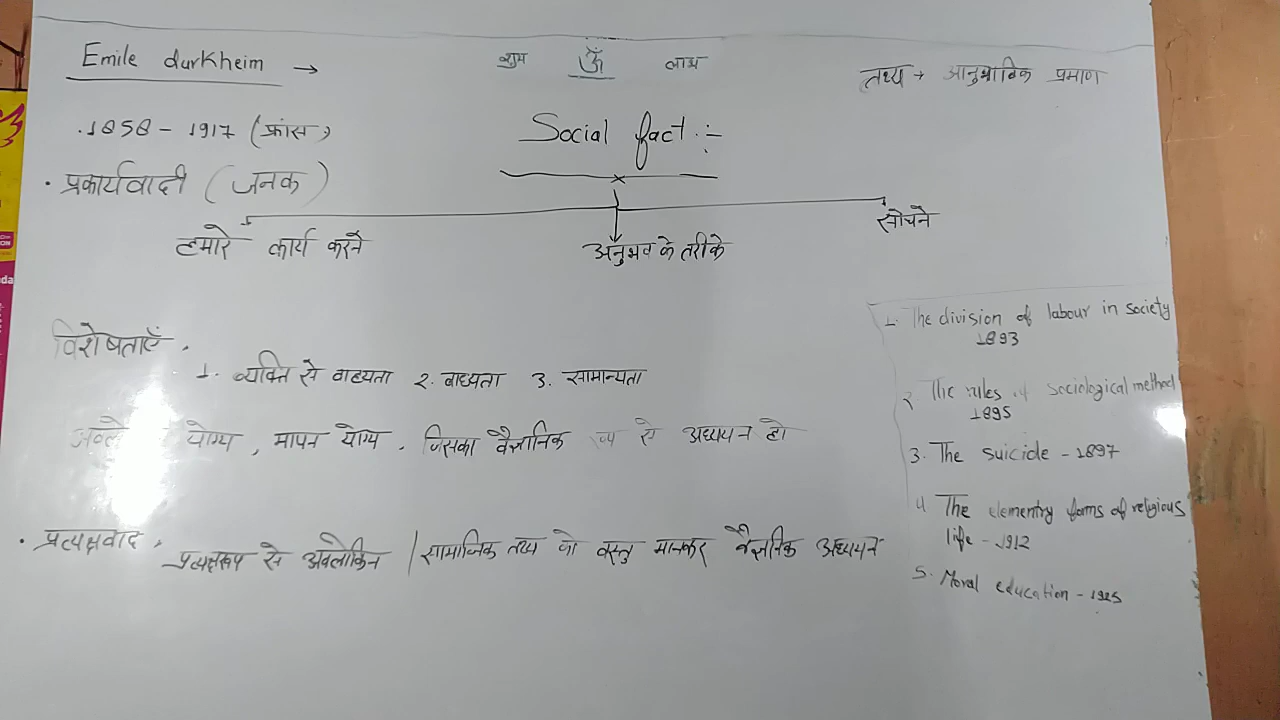 शुभ ॐ लाभ
Emile durkheim →
तथ्य → आनुभाविक प्रमाण
.1858 - 1917 (फ्रांस)
Social fact :-
• प्रकार्यवादी (जनक)
हमारे कार्य करने
अनुभव के तरीके
सोचने
विशेषताएँ .
1. व्यक्ति से वाह्यता 2. बाध्यता 3. सामान्यता
योग्य , मापन योग्य . जिसका वैज्ञानिक रूप से अध्ययन हो
• प्रत्यक्षवाद .
प्रत्यक्षरूप से अवलोकिन / सामाजिक तथ्य को वस्तु मानकर वैज्ञानिक अध्ययन
1. The division of labour in society
1893
2 The rules of sociological method
1895
3. The suicide - 1897
4 The elementry forms of religious
life - 1912
5. Moral education - 1925